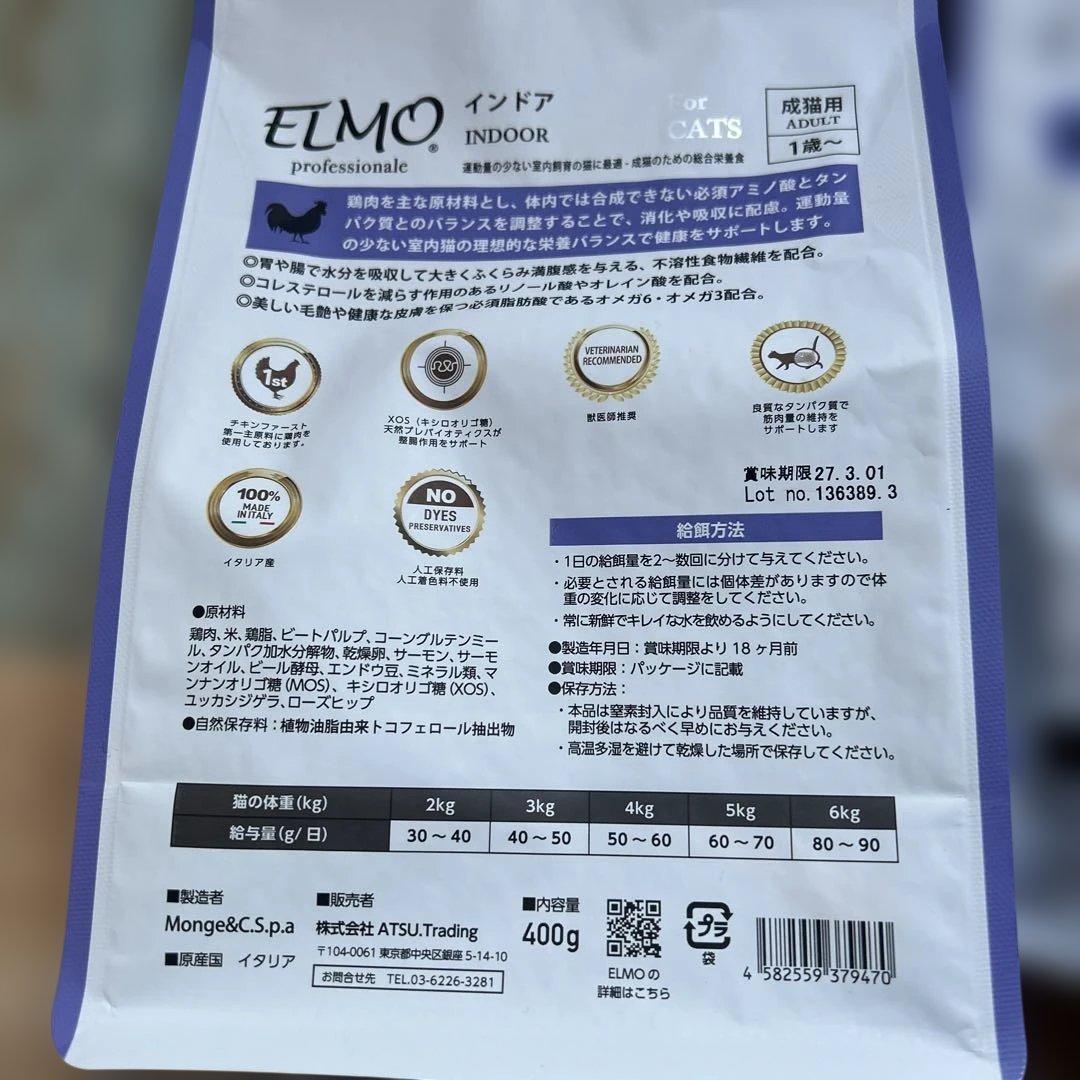 ELMO®
professionale
インドア
INDOOR
For
CATS
成猫用
ADULT
1歳〜
運動量の少ない室内飼育の猫に最適・成猫のための総合栄養食
鶏肉を主な原材料とし、体内では合成できない必須アミノ酸とタン
パク質とのバランスを調整することで、消化や吸収に配慮。運動量
の少ない室内猫の理想的な栄養バランスで健康をサポートします。
◎胃や腸で水分を吸収して大きくふくらみ満腹感を与える、不溶性食物繊維を配合。
◎コレステロールを減らす作用のあるリノール酸やオレイン酸を配合。
◎美しい毛艶や健康な皮膚を保つ必須脂肪酸であるオメガ6・オメガ3配合。
1st
チキンファースト
第一主原料に鶏肉を
使用しております。
XOS（キシロオリゴ糖）
天然プレバイオティクスが
整腸作用をサポート
VETERINARIAN
RECOMMENDED
獣医師推奨
良質なタンパク質で
筋肉量の維持を
サポートします
100%
MADE
IN ITALY
イタリア産
NO
DYES
PRESERVATIVES
人工保存料
人工着色料不使用
賞味期限27.3.01
Lot no.136389.3
給餌方法
・1日の給餌量を2〜数回に分けて与えてください。
・必要とされる給餌量には個体差がありますので体
重の変化に応じて調整をしてください。
・常に新鮮でキレイな水を飲めるようにしてください。
●製造年月日：賞味期限より18ヶ月前
●賞味期限：パッケージに記載
●保存方法：
・本品は窒素封入により品質を維持していますが、
開封後はなるべく早めにお与えください。
・高温多湿を避けて乾燥した場所で保存してください。
●原材料
鶏肉、米、鶏脂、ビートパルプ、コーングルテンミー
ル、タンパク加水分解物、乾燥卵、サーモン、サーモ
ンオイル、ビール酵母、エンドウ豆、ミネラル類、マ
ンナンオリゴ糖（MOS）、キシロオリゴ糖（XOS）、
ユッカシジゲラ、ローズヒップ
●自然保存料：植物油脂由来トコフェロール抽出物
猫の体重（kg） 2kg 3kg 4kg 5kg 6kg
給与量（g/日） 30〜40 40〜50 50〜60 60〜70 80〜90
■製造者
Monge&C.S.p.a
■原産国 イタリア
■販売者
株式会社 ATSU.Trading
〒104-0061 東京都中央区銀座 5-14-10
お問合せ先 TEL.03-6226-3281
■内容量
400g
ELMOの
詳細はこちら
プラ
袋
4 582559 379470